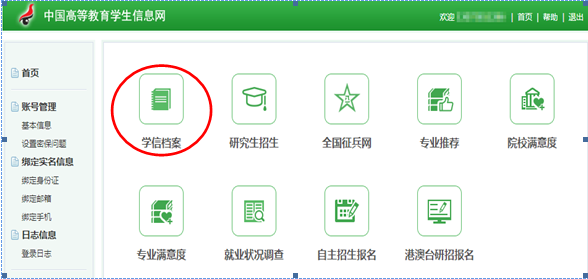 中国高等教育学生信息网
欢迎 | 首页 | 帮助 | 退出
首页
账号管理
基本信息
设置密保问题
绑定实名信息
绑定身份证
绑定邮箱
绑定手机
日志信息
登录日志
学信档案 研究生招生 全国征兵网 专业推荐 院校满意度
专业满意度 就业状况调查 自主招生报名 港澳台研招报名